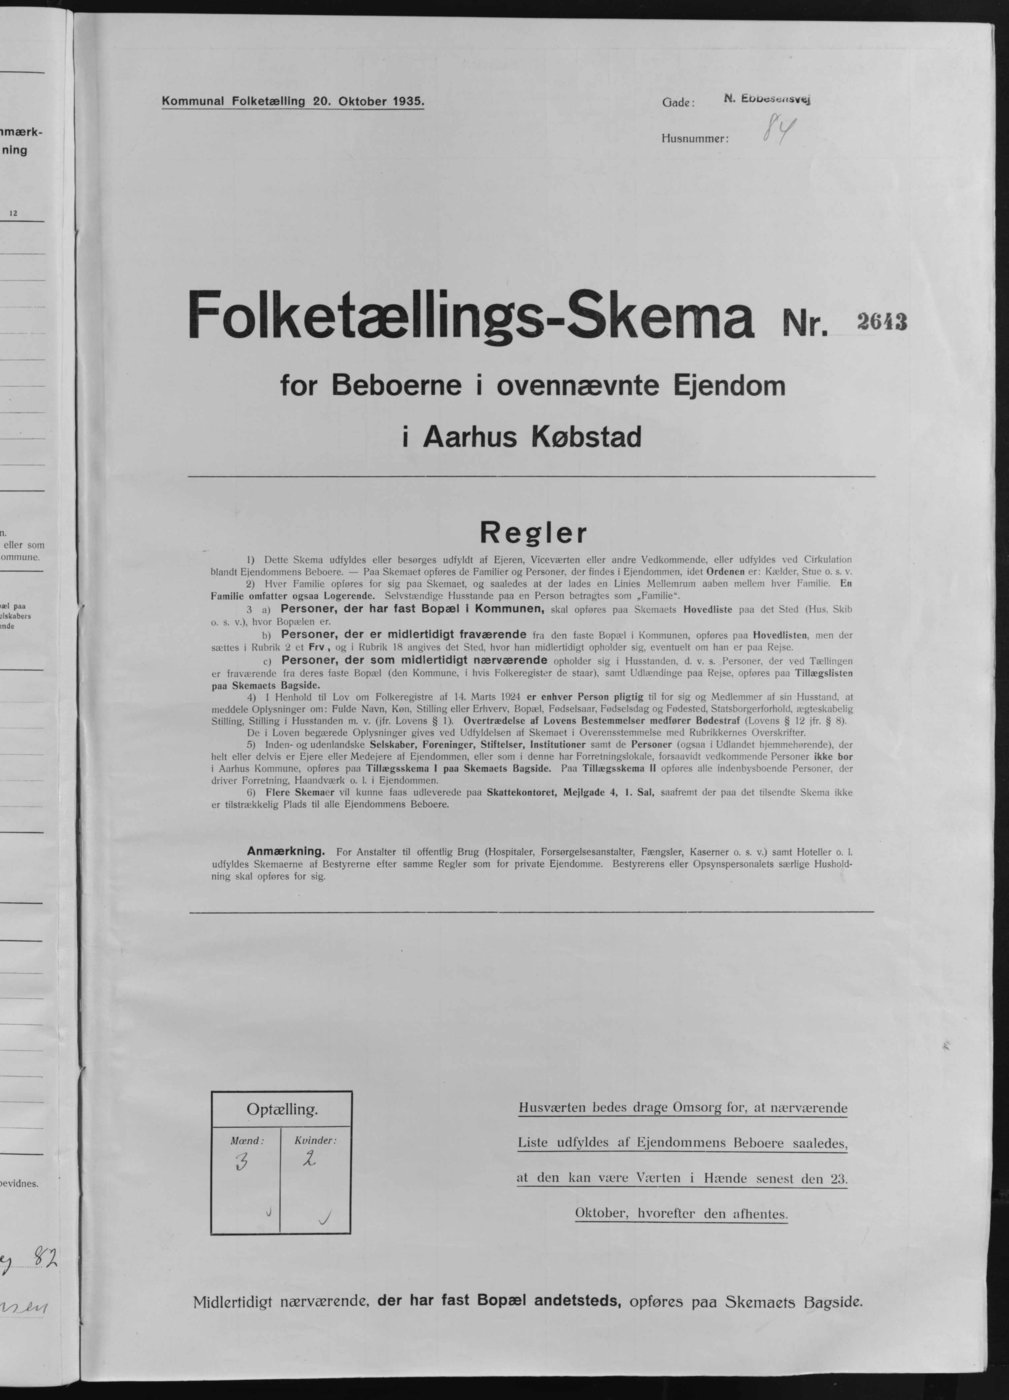 nmærk-
ning
12
n.
eller som
ommune.
æl paa
elskabers
ende
bevidnes.
82
nsen
Kommunal Folketælling 20. Oktober 1935.
Gade: N. Ebbesensvej
Husnummer: 84
Folketællings-Skema Nr. 2643
for Beboerne i ovennævnte Ejendom
i Aarhus Købstad
Regler
1) Dette Skema udfyldes eller besørges udfyldt af Ejeren, Viceværten eller andre Vedkommende, eller udfyldes ved Cirkulation
blandt Ejendommens Beboere. — Paa Skemaet opføres de Familier og Personer, der findes i Ejendommen, idet Ordenen er: Kælder, Stue o. s. v.
2) Hver Familie opføres for sig paa Skemaet, og saaledes at der lades en Linies Mellemrum aaben mellem hver Familie. En
Familie omfatter ogsaa Logerende. Selvstændige Husstande paa en Person betragtes som „Familie“.
3 a) Personer, der har fast Bopæl i Kommunen, skal opføres paa Skemaets Hovedliste paa det Sted (Hus, Skib
o. s. v.), hvor Bopælen er.
b) Personer, der er midlertidigt fraværende fra den faste Bopæl i Kommunen, opføres paa Hovedlisten, men der
sættes i Rubrik 2 et Frv., og i Rubrik 18 angives det Sted, hvor han midlertidigt opholder sig, eventuelt om han er paa Rejse.
c) Personer, der som midlertidigt nærværende opholder sig i Husstanden, d. v. s. Personer, der ved Tællingen
er fraværende fra deres faste Bopæl (den Kommune, i hvis Folkeregister de staar), samt Udlændinge paa Rejse, opføres paa Tillægslisten
paa Skemaets Bagside.
4) I Henhold til Lov om Folkeregistre af 14. Marts 1924 er enhver Person pligtig til for sig og Medlemmer af sin Husstand, at
meddele Oplysninger om: Fulde Navn, Køn, Stilling eller Erhverv, Bopæl, Fødselsaar, Fødselsdag og Fødested, Statsborgerforhold, ægteskabelig
Stilling, Stilling i Husstanden m. v. (jfr. Lovens § 1). Overtrædelse af Lovens Bestemmelser medfører Bødestraf (Lovens § 12 jfr. § 8).
De i Loven begærede Oplysninger gives ved Udfyldelsen af Skemaet i Overensstemmelse med Rubrikkernes Overskrifter.
5) Inden- og udenlandske Selskaber, Foreninger, Stiftelser, Institutioner samt de Personer (ogsaa i Udlandet hjemmehørende), der
helt eller delvis er Ejere eller Medejere af Ejendommen, eller som i denne har Forretningslokale, forsaavidt vedkommende Personer ikke bor
i Aarhus Kommune, opføres paa Tillægsskema I paa Skemaets Bagside. Paa Tillægsskema II opføres alle indenbysboende Personer, der
driver Forretning, Haandværk o. l. i Ejendommen.
6) Flere Skemaer vil kunne faas udleverede paa Skattekontoret, Mejlgade 4, 1. Sal, saafremt der paa det tilsendte Skema ikke
er tilstrækkelig Plads til alle Ejendommens Beboere.
Anmærkning. For Anstalter til offentlig Brug (Hospitaler, Forsørgelsesanstalter, Fængsler, Kaserner o. s. v.) samt Hoteller o. l.
udfyldes Skemaerne af Bestyrerne efter samme Regler som for private Ejendomme. Bestyrerens eller Opsynspersonalets særlige Hushold-
ning skal opføres for sig.
Optælling.
Mænd: Kvinder:
3 2
Husværten bedes drage Omsorg for, at nærværende
Liste udfyldes af Ejendommens Beboere saaledes,
at den kan være Værten i Hænde senest den 23.
Oktober, hvorefter den afhentes.
Midlertidigt nærværende, der har fast Bopæl andetsteds, opføres paa Skemaets Bagside.